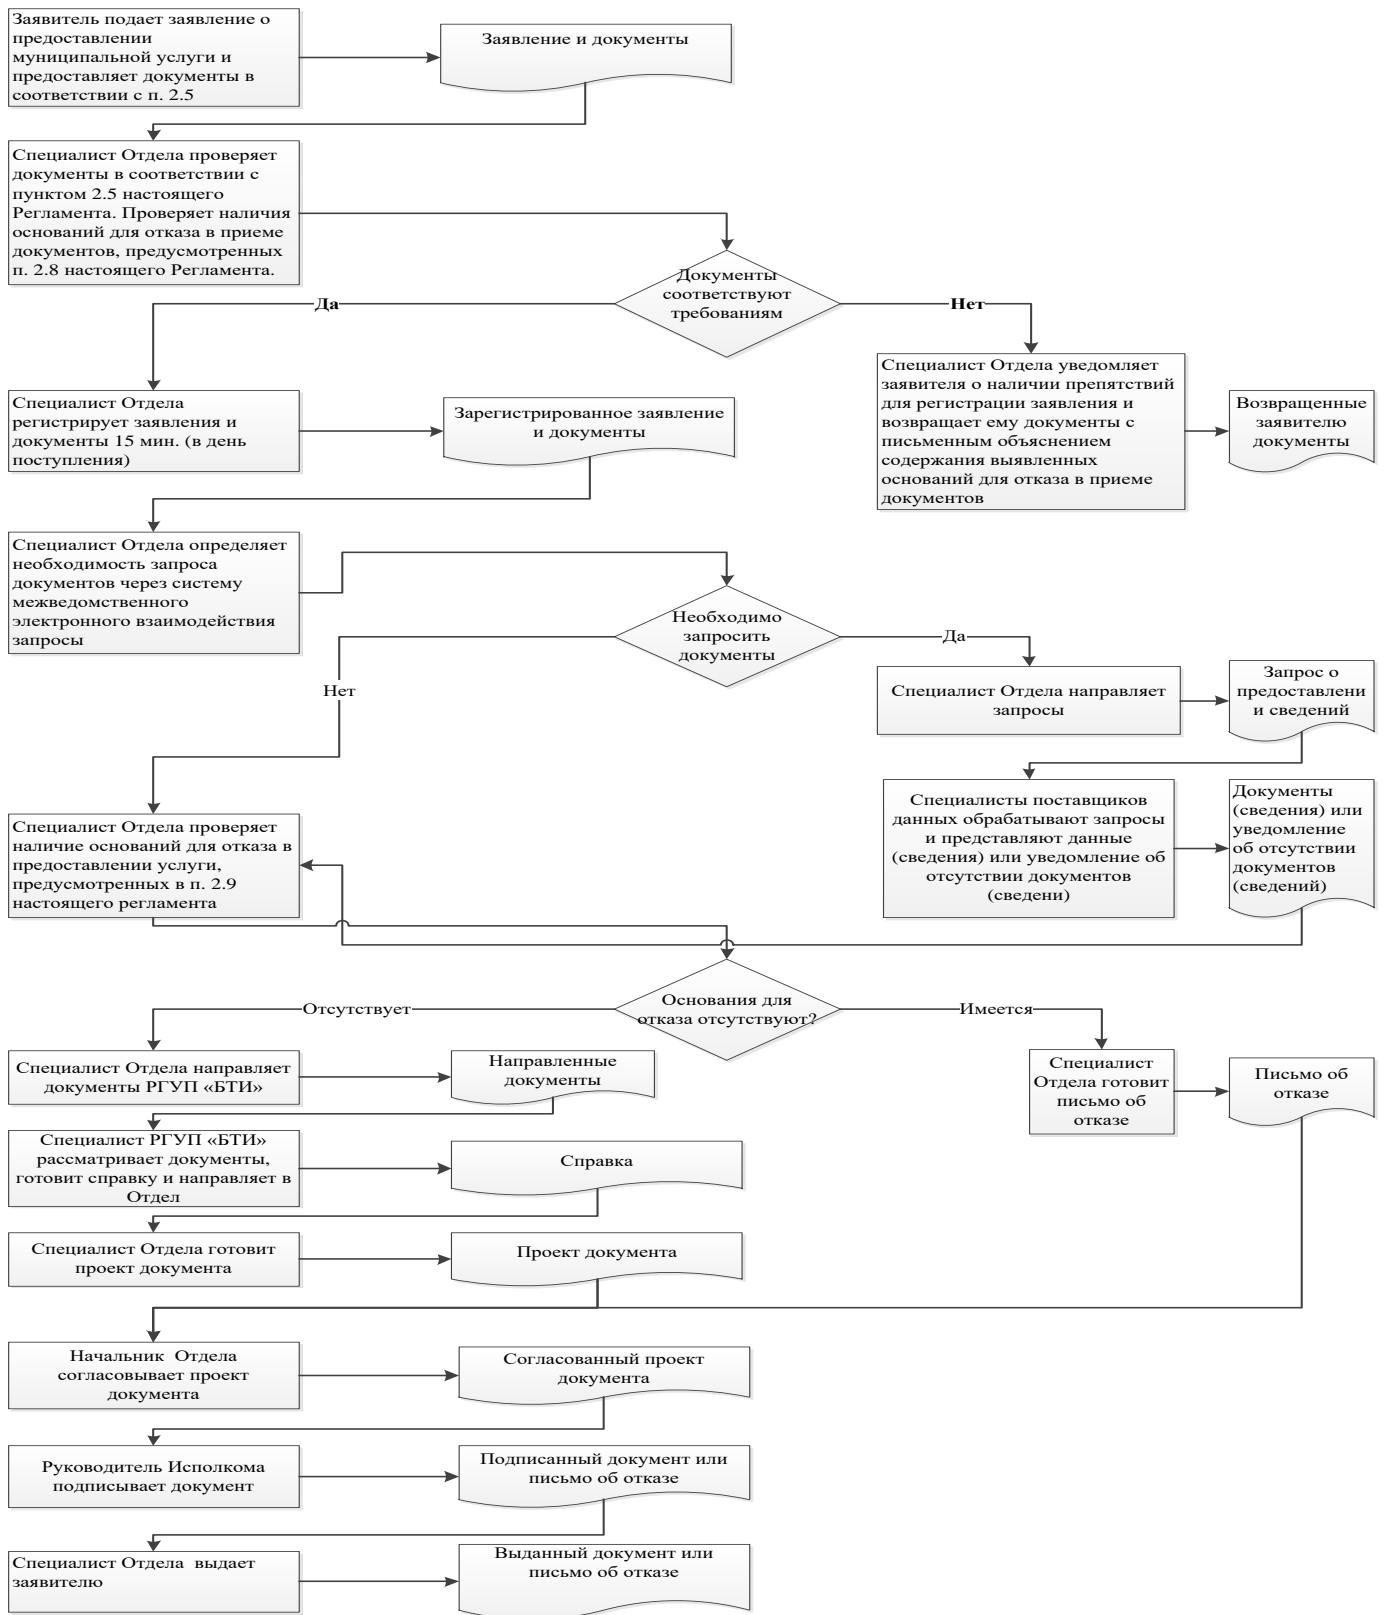 Заявитель подает заявление о
предоставлении
муниципальной услуги и
предоставляет документы в
соответствии с п. 2.5
Заявление и документы
Специалист Отдела проверяет
документы в соответствии с
пунктом 2.5 настоящего
Регламента. Проверяет наличия
оснований для отказа в приеме
документов, предусмотренных
п. 2.8 настоящего Регламента.
Документы
соответствуют
требованиям
Да
Нет
Специалист Отдела
регистрирует заявления и
документы 15 мин. (в день
поступления)
Зарегистрированное заявление
и документы
Специалист Отдела уведомляет
заявителя о наличии препятствий
для регистрации заявления и
возвращает ему документы с
письменным объяснением
содержания выявленных
оснований для отказа в приеме
документов
Возвращенные
заявителю
документы
Специалист Отдела определяет
необходимость запроса
документов через систему
межведомственного
электронного взаимодействия
запросы
Необходимо
запросить
документы
Да
Нет
Специалист Отдела направляет
запросы
Запрос о
предоставлени
и сведений
Специалисты поставщиков
данных обрабатывают запросы
и представляют данные
(сведения) или уведомление об
отсутствии документов
(сведени)
Документы
(сведения) или
уведомление
об отсутствии
документов
(сведений)
Специалист Отдела проверяет
наличие оснований для отказа в
предоставлении услуги,
предусмотренных в п. 2.9
настоящего регламента
Основания для
отказа отсутствуют?
Отсутствует
Имеется
Специалист Отдела направляет
документы РГУП «БТИ»
Направленные
документы
Специалист
Отдела готовит
письмо об
отказе
Письмо об
отказе
Специалист РГУП «БТИ»
рассматривает документы,
готовит справку и направляет в
Отдел
Справка
Специалист Отдела готовит
проект документа
Проект документа
Начальник  Отдела
согласовывает проект
документа
Согласованный проект
документа
Руководитель Исполкома
подписывает документ
Подписанный документ или
письмо об отказе
Специалист Отдела  выдает
заявителю
Выданный документ или
письмо об отказе